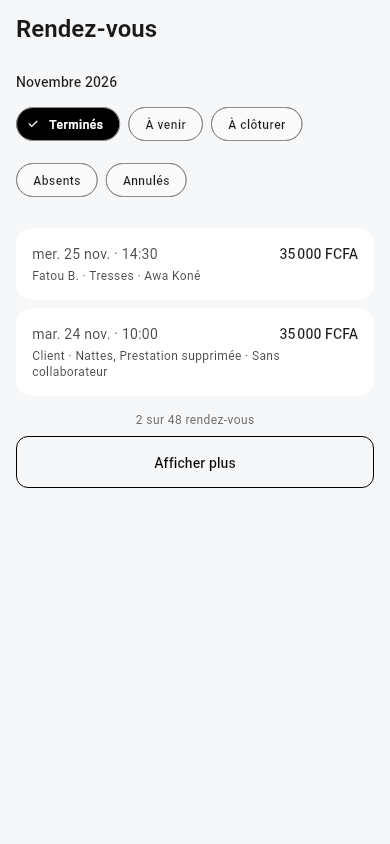 Rendez-vous
Novembre 2026
Terminés
À venir
À clôturer
Absents
Annulés
mer. 25 nov. · 14:30
35 000 FCFA
Fatou B. · Tresses · Awa Koné
mar. 24 nov. · 10:00
35 000 FCFA
Client · Nattes, Prestation supprimée · Sans
collaborateur
2 sur 48 rendez-vous
Afficher plus